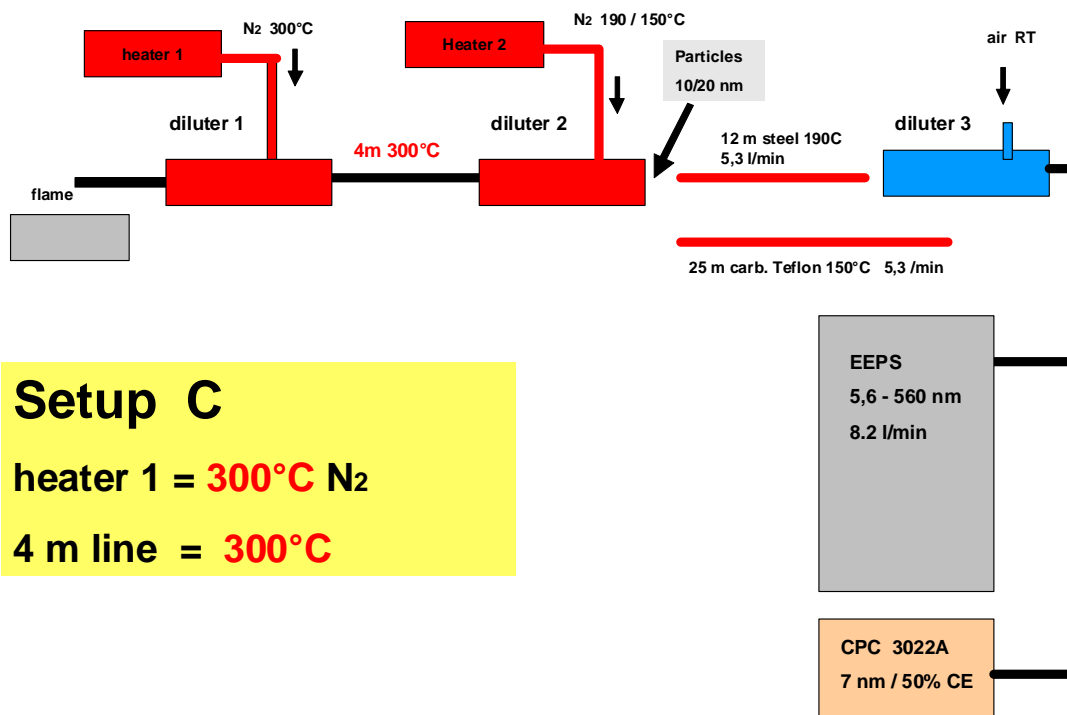 N2 300°C
heater 1
N2 190 / 150°C
Heater 2
Particles
10/20 nm
air RT
diluter 1
diluter 2
diluter 3
4m 300°C
12 m steel 190C
5,3 l/min
flame
25 m carb. Teflon 150°C 5,3 /min
EEPS
5,6 - 560 nm
8.2 l/min
Setup C
heater 1 = 300°C N2
4 m line = 300°C
CPC 3022A
7 nm / 50% CE